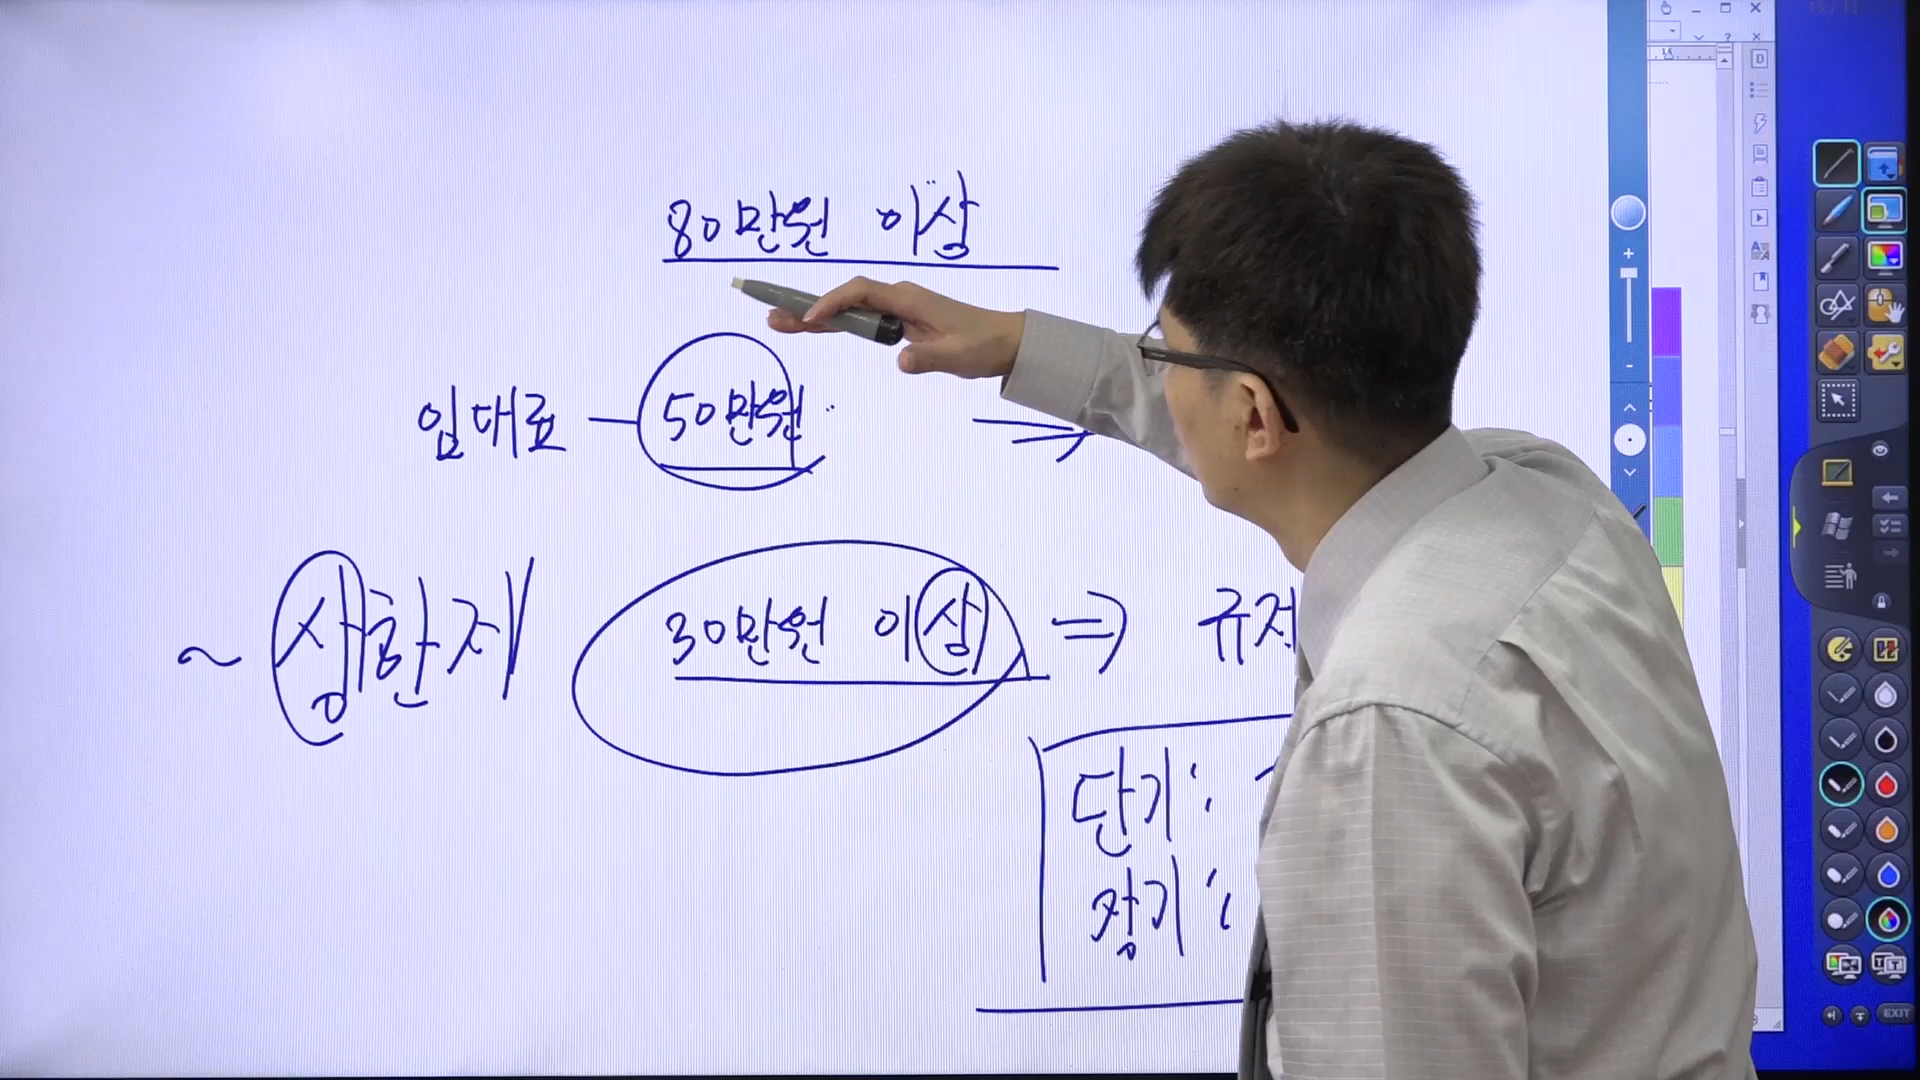 80만원 이상
임대료 — 50만원 →
~ 상한제 30만원 이상 ⇒ 규제
단기:
장기:
EXIT